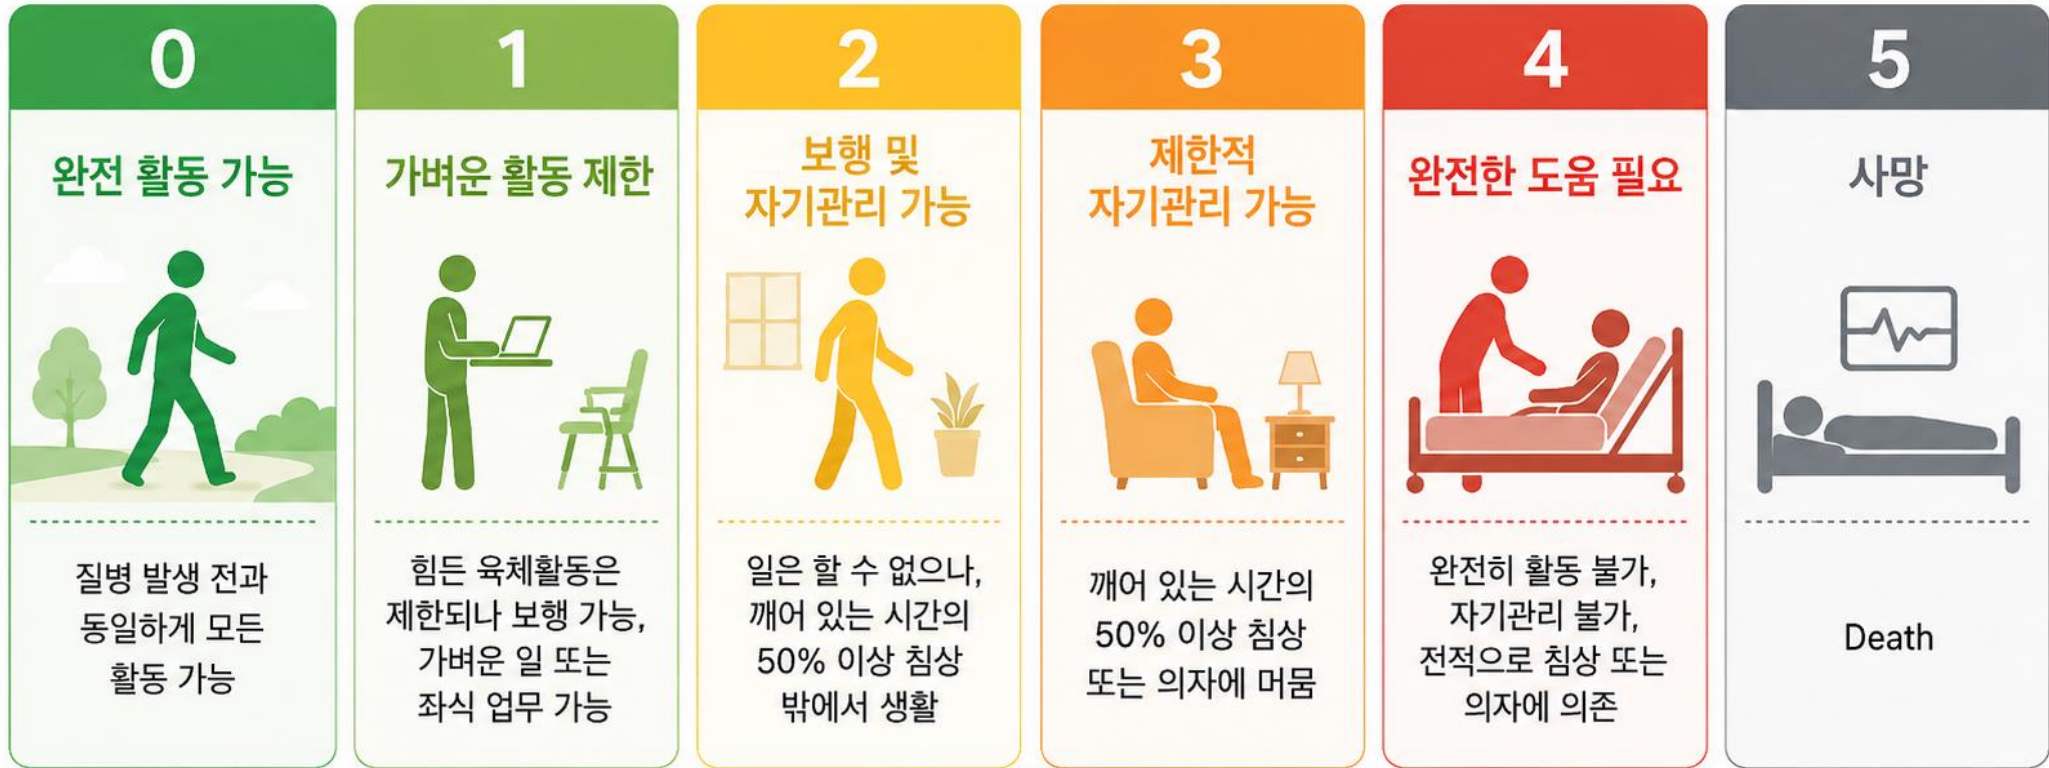 0
완전 활동 가능
질병 발생 전과
동일하게 모든
활동 가능
1
가벼운 활동 제한
힘든 육체활동은
제한되나 보행 가능,
가벼운 일 또는
좌식 업무 가능
2
보행 및
자기관리 가능
일은 할 수 없으나,
깨어 있는 시간의
50% 이상 침상
밖에서 생활
3
제한적
자기관리 가능
깨어 있는 시간의
50% 이상 침상
또는 의자에 머뭄
4
완전한 도움 필요
완전히 활동 불가,
자기관리 불가,
전적으로 침상 또는
의자에 의존
5
사망
Death